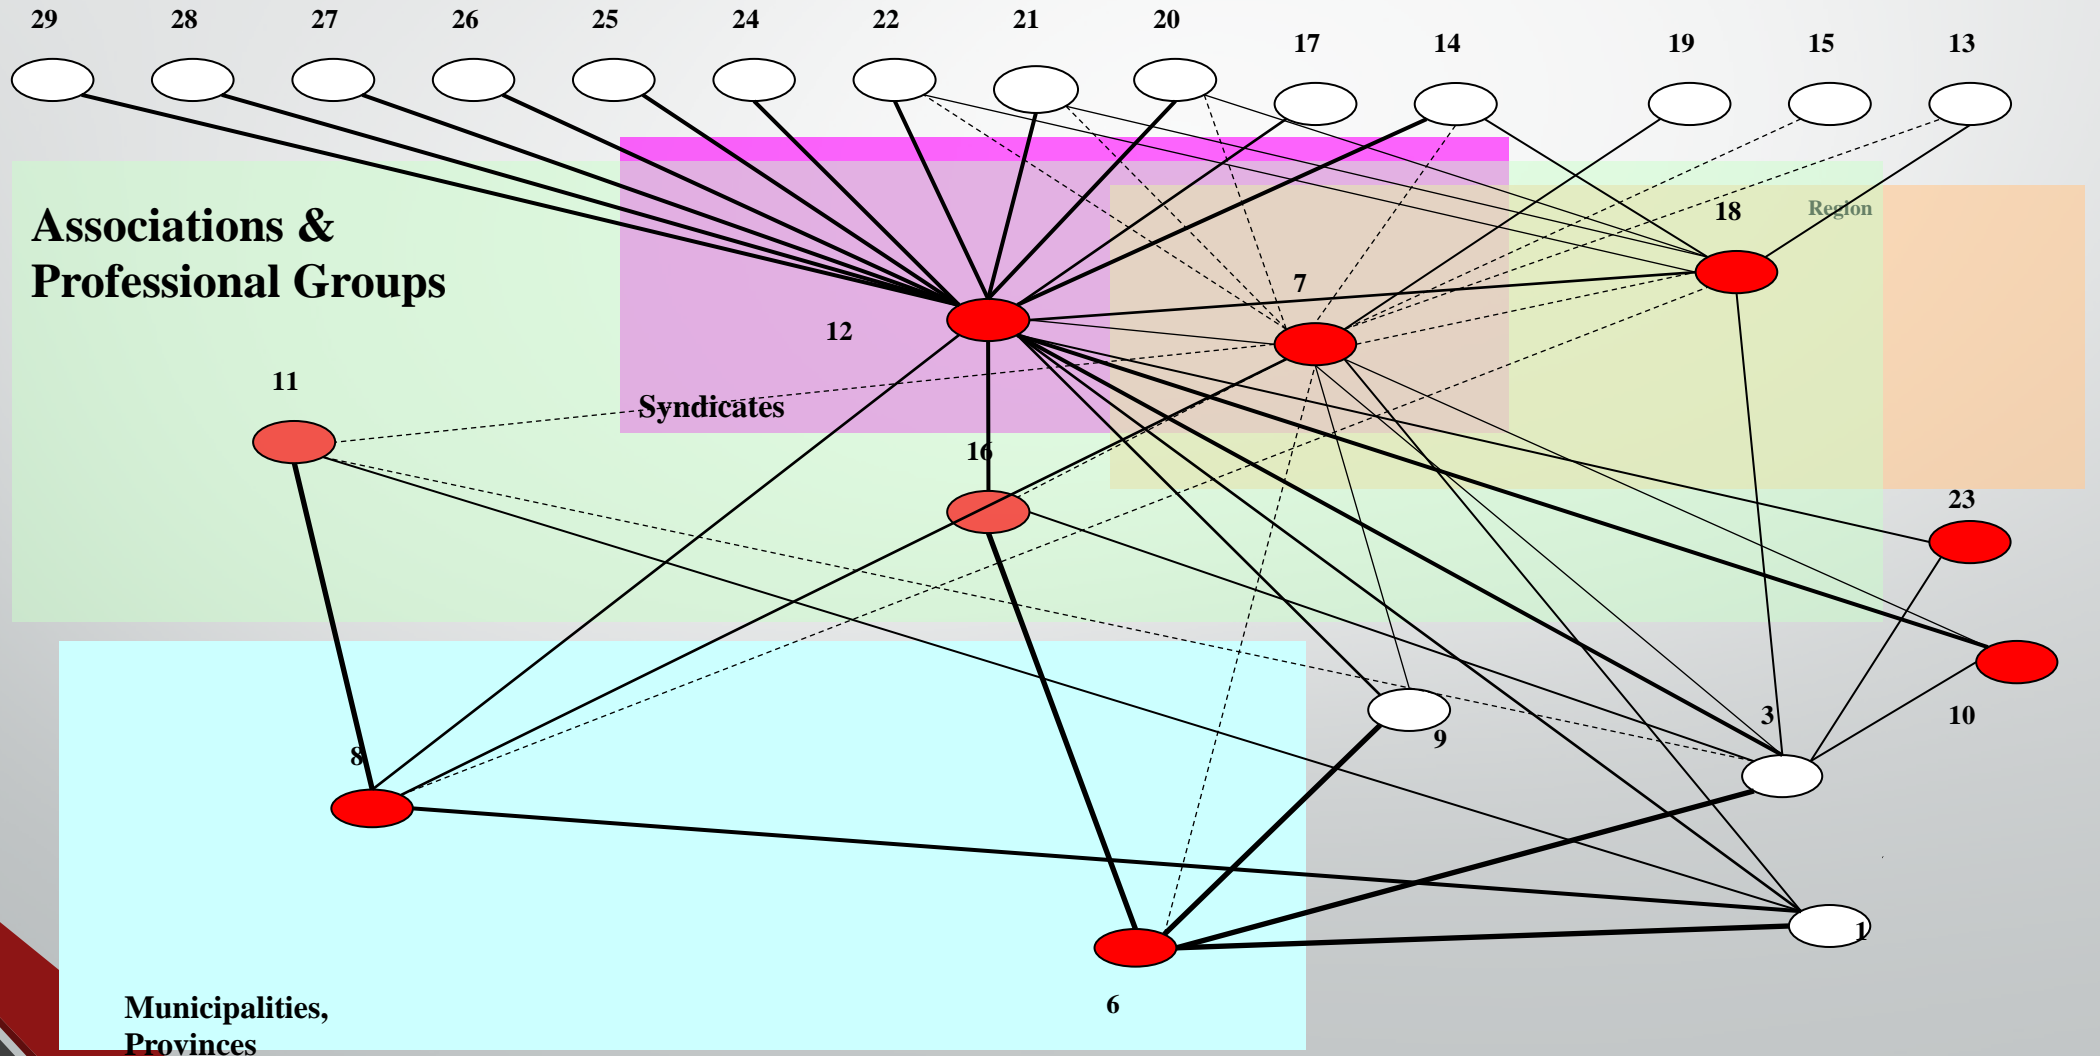 29 28 27 26 25 24 22 21 20
17 14 19 15 13
Associations &
Professional Groups
18
Region
7
12
11
Syndicates
16
23
3
10
9
8
1
6
Municipalities,
Provinces